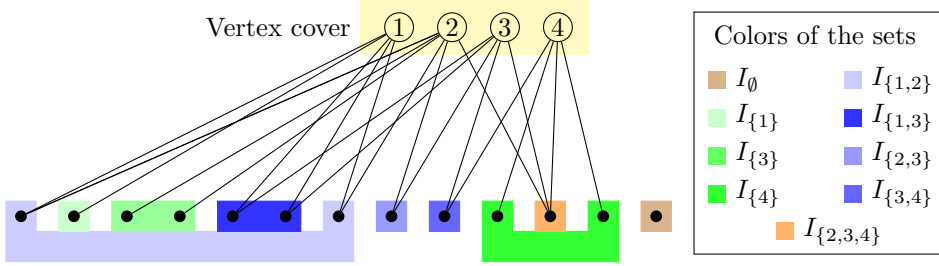 Vertex cover 1 2 3 4
Colors of the sets
I_∅ I_{1,2}
I_{1} I_{1,3}
I_{3} I_{2,3}
I_{4} I_{3,4}
I_{2,3,4}